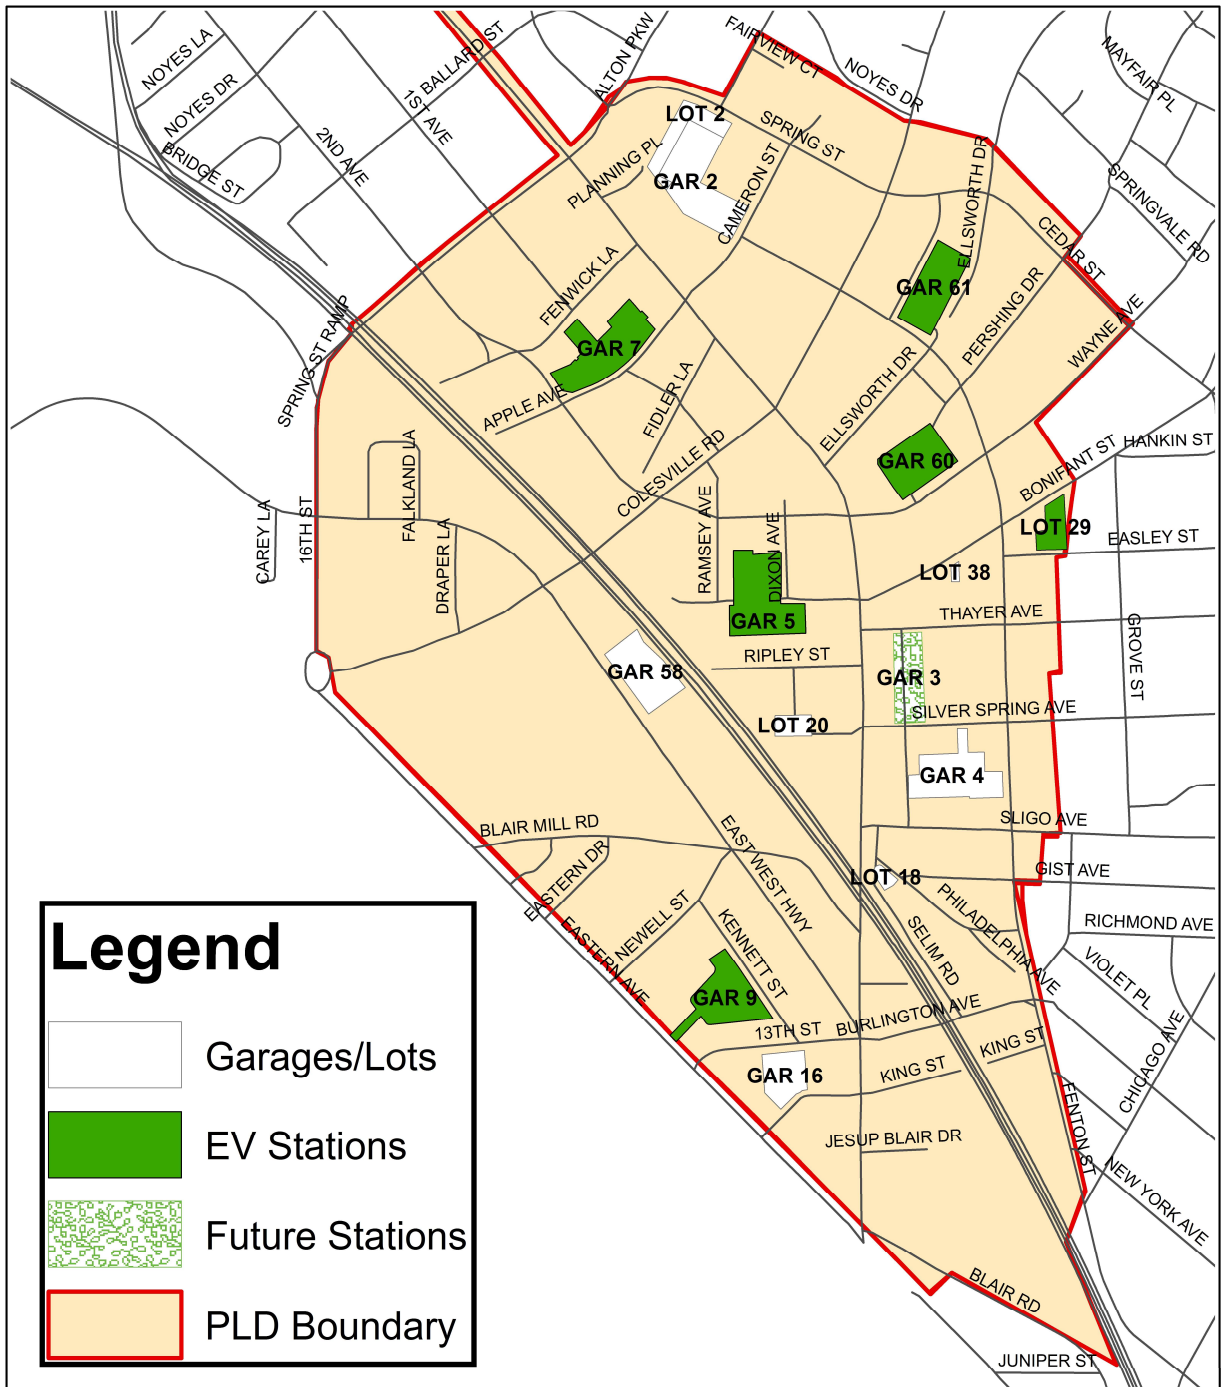 NOYES LA
BALLARD ST
ALTON PKW
FAIRVIEW CT
NOYES DR
MAYFAIR PL
NOYES DR
1ST AVE
LOT 2
SPRING ST
2ND AVE
BRIDGE ST
PLANNING PL
GAR 2
CAMERON ST
ELLSWORTH DR
SPRINGVALE RD
CEDAR ST
FENWICK LA
GAR 61
PERSHING DR
SPRING ST RAMP
GAR 7
WAYNE AVE
APPLE AVE
FIDLER LA
ELLSWORTH DR
COLESVILLE RD
GAR 60
BONIFANT ST
HANKIN ST
FALKLAND LA
CAREY LA
16TH ST
DRAPER LA
RAMSEY AVE
DIXON AVE
LOT 29
EASLEY ST
LOT 38
THAYER AVE
GAR 5
GROVE ST
RIPLEY ST
GAR 58
GAR 3
SILVER SPRING AVE
LOT 20
GAR 4
BLAIR MILL RD
SLIGO AVE
EASTERN DR
EAST WEST HWY
LOT 18
GIST AVE
PHILADELPHIA AVE
RICHMOND AVE
NEWELL ST
KENNETT ST
SELIM RD
EASTERN AVE
VIOLET PL
GAR 9
13TH ST
BURLINGTON AVE
KING ST
KING ST
CHICAGO AVE
GAR 16
FENTON ST
JESUP BLAIR DR
NEW YORK AVE
BLAIR RD
JUNIPER ST
Legend
Garages/Lots
EV Stations
Future Stations
PLD Boundary